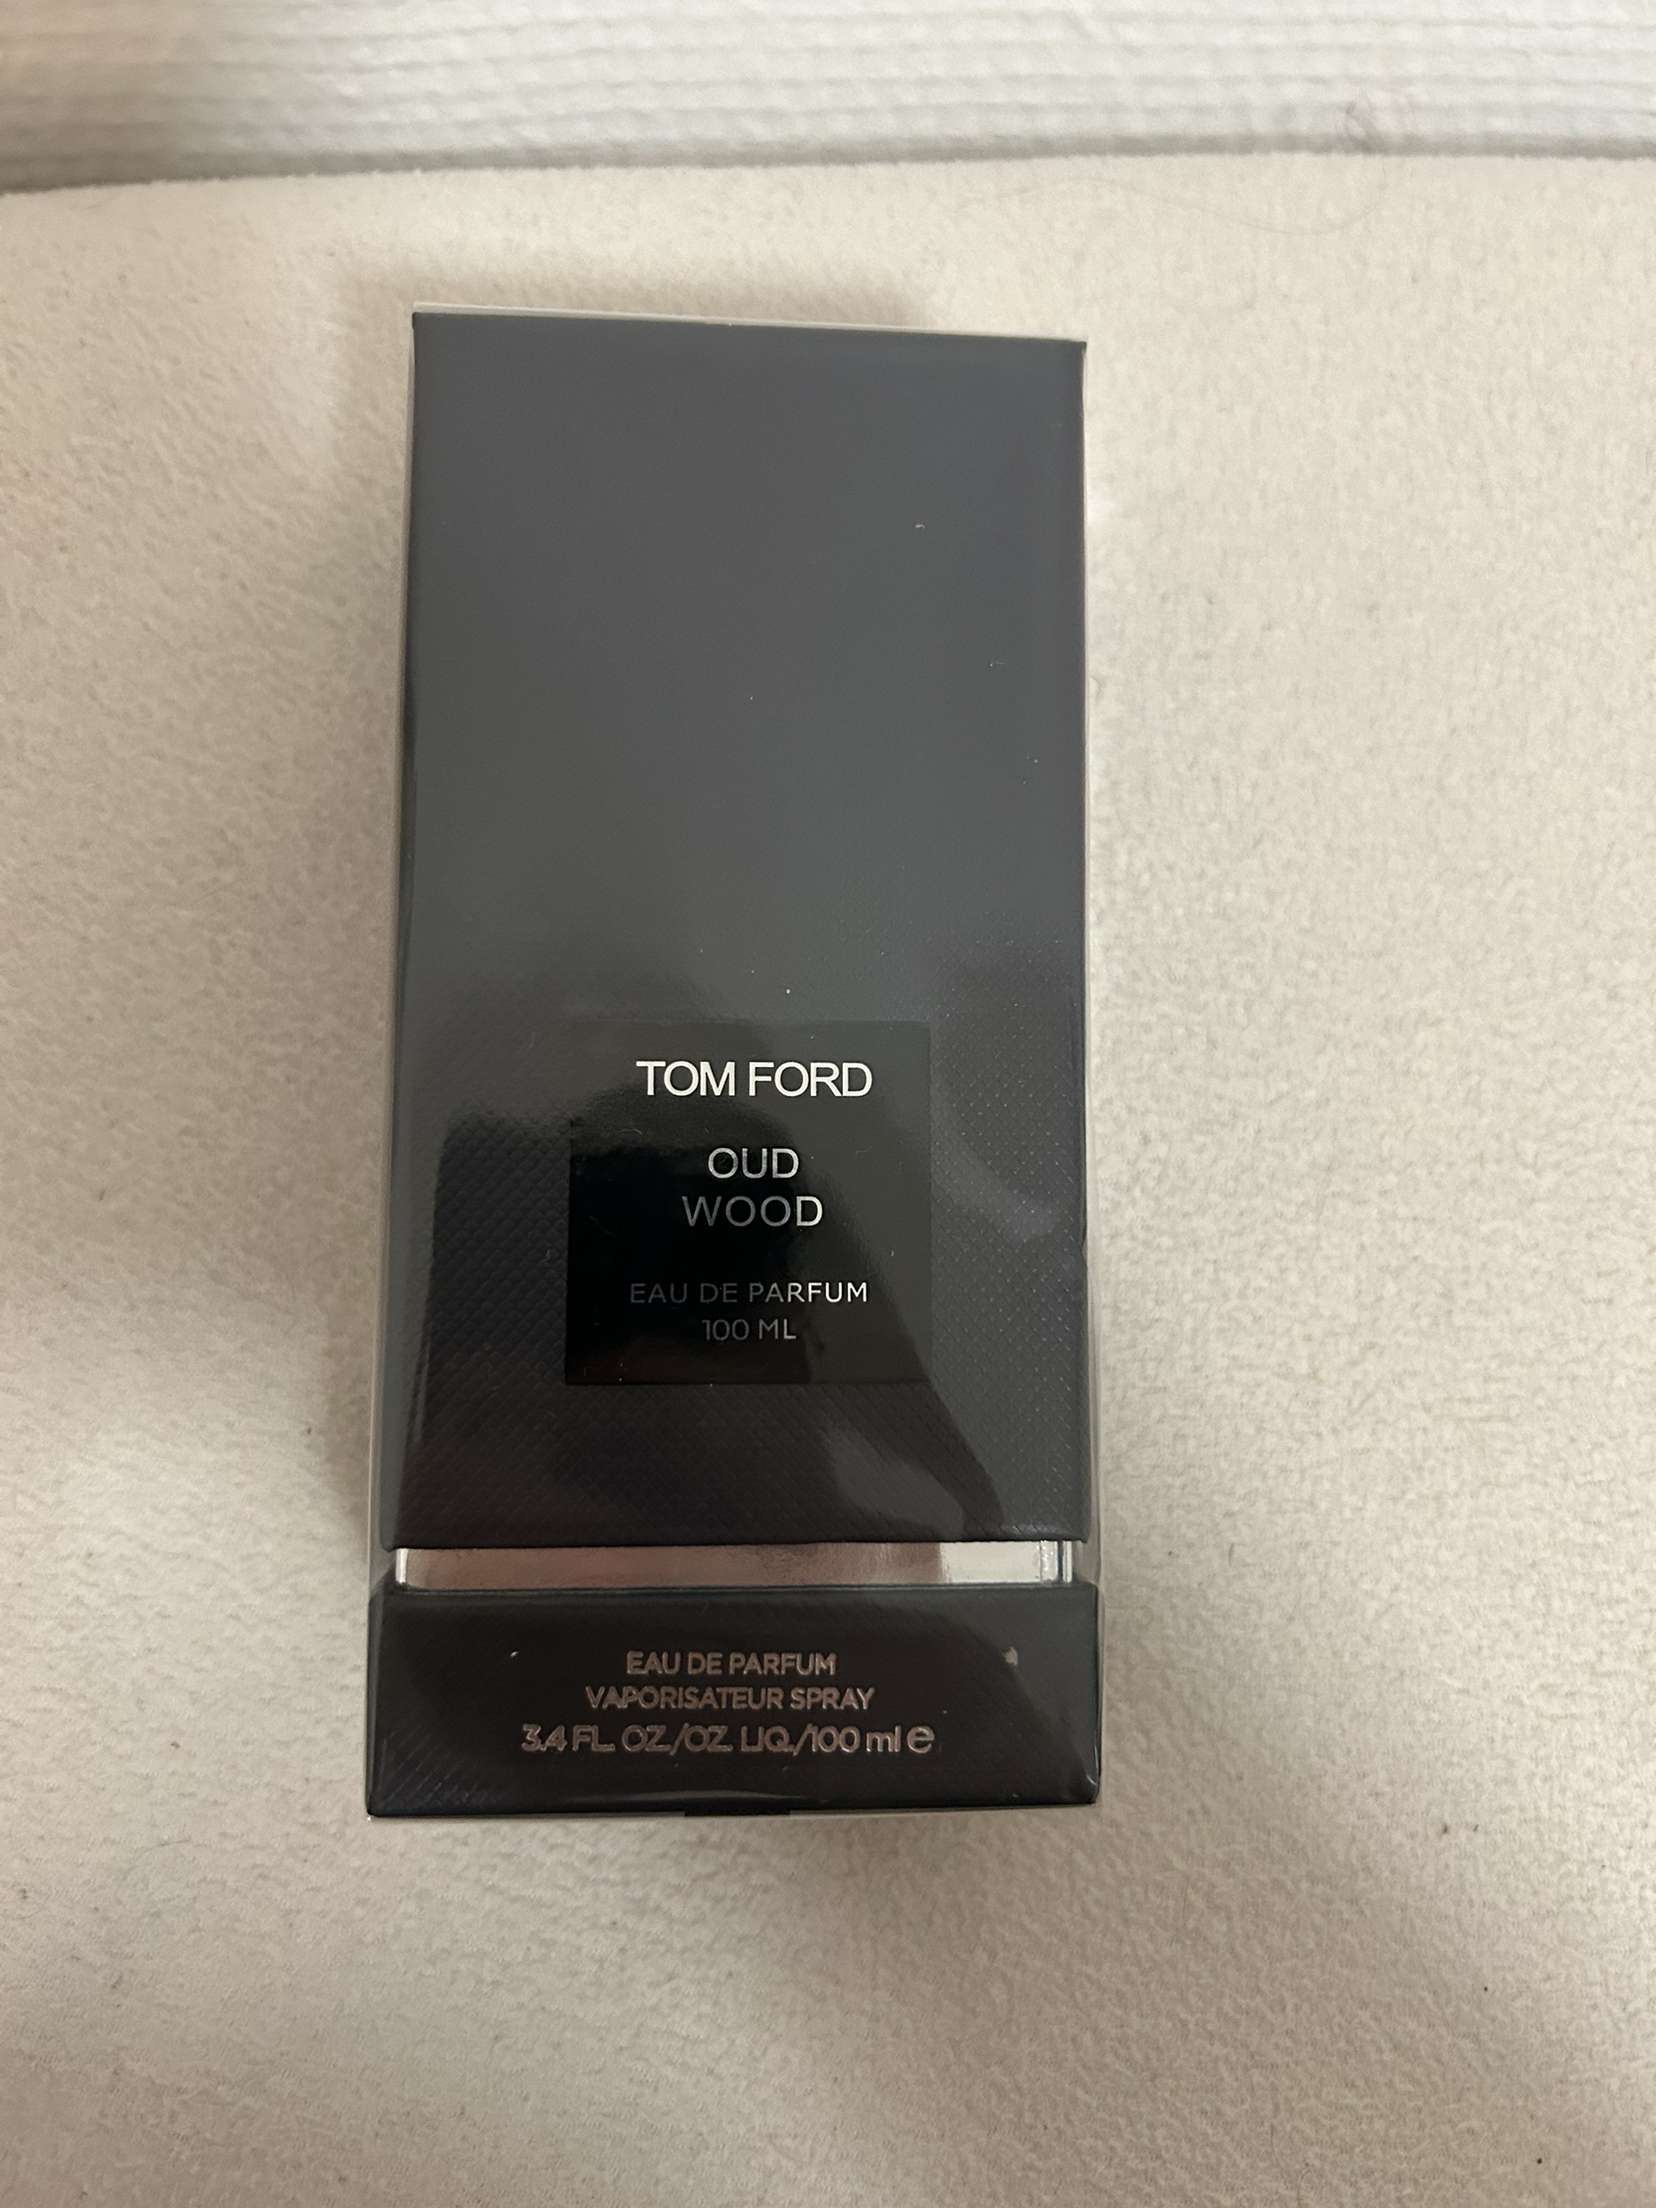 TOM FORD
OUD
WOOD
EAU DE PARFUM
100 ML
EAU DE PARFUM
VAPORISATEUR SPRAY
3.4 FL. OZ./OZ. LIQ./100 ml e